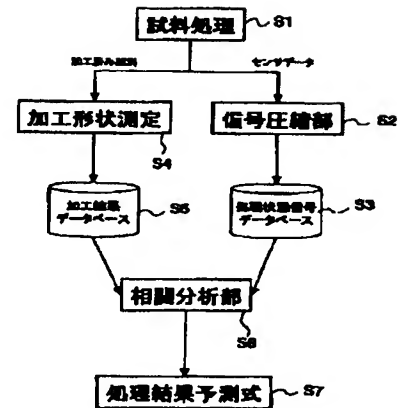 試料処理
S1
加工済み試料
センサデータ
加工形状測定
S4
信号圧縮部
S2
加工結果
データベース
S5
処理状態信号
データベース
S3
相関分析部
S6
処理結果予測式
S7